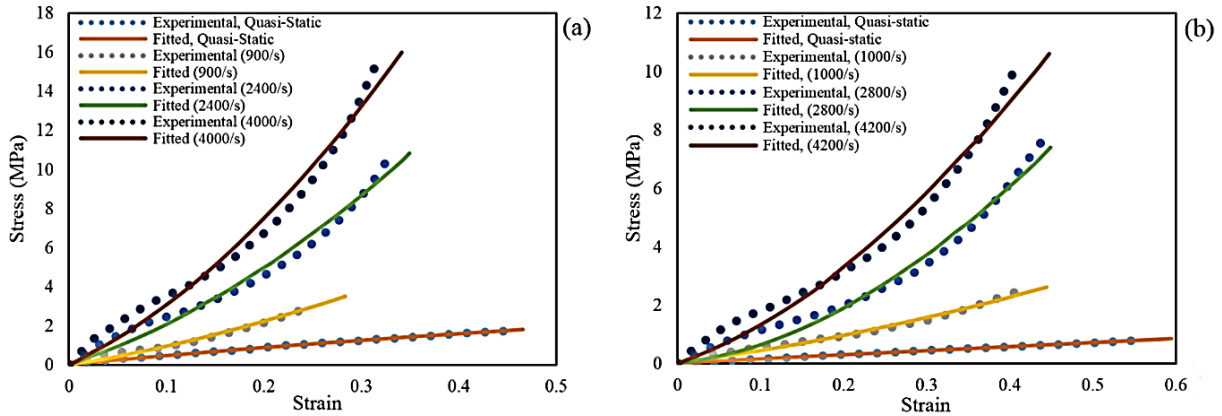 (a)
Experimental, Quasi-Static
Fitted, Quasi-Static
Experimental (900/s)
Fitted (900/s)
Experimental (2400/s)
Fitted (2400/s)
Experimental (4000/s)
Fitted (4000/s)
Stress (MPa)
18
16
14
12
10
8
6
4
2
0
0 0.1 0.2 0.3 0.4 0.5
Strain
(b)
Experimental, Quasi-static
Fitted, Quasi-static
Experimental, (1000/s)
Fitted, (1000/s)
Experimental, (2800/s)
Fitted, (2800/s)
Experimental, (4200/s)
Fitted, (4200/s)
Stress (MPa)
12
10
8
6
4
2
0
0 0.1 0.2 0.3 0.4 0.5 0.6
Strain